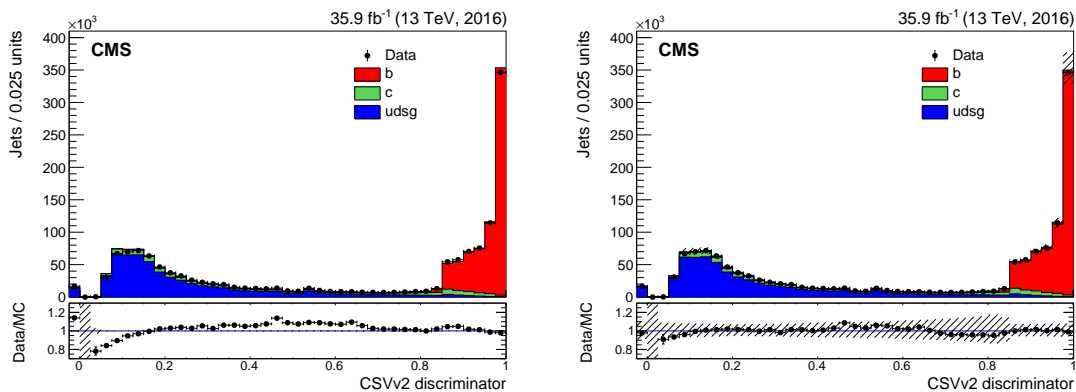 35.9 fb⁻¹ (13 TeV, 2016)
×10³
CMS
Data
b
c
udsg
Jets / 0.025 units
400
350
300
250
200
150
100
50
0
Data/MC
1.2
1
0.8
0 0.2 0.4 0.6 0.8 1
CSVv2 discriminator
35.9 fb⁻¹ (13 TeV, 2016)
×10³
CMS
Data
b
c
udsg
Jets / 0.025 units
400
350
300
250
200
150
100
50
0
Data/MC
1.2
1
0.8
0 0.2 0.4 0.6 0.8 1
CSVv2 discriminator